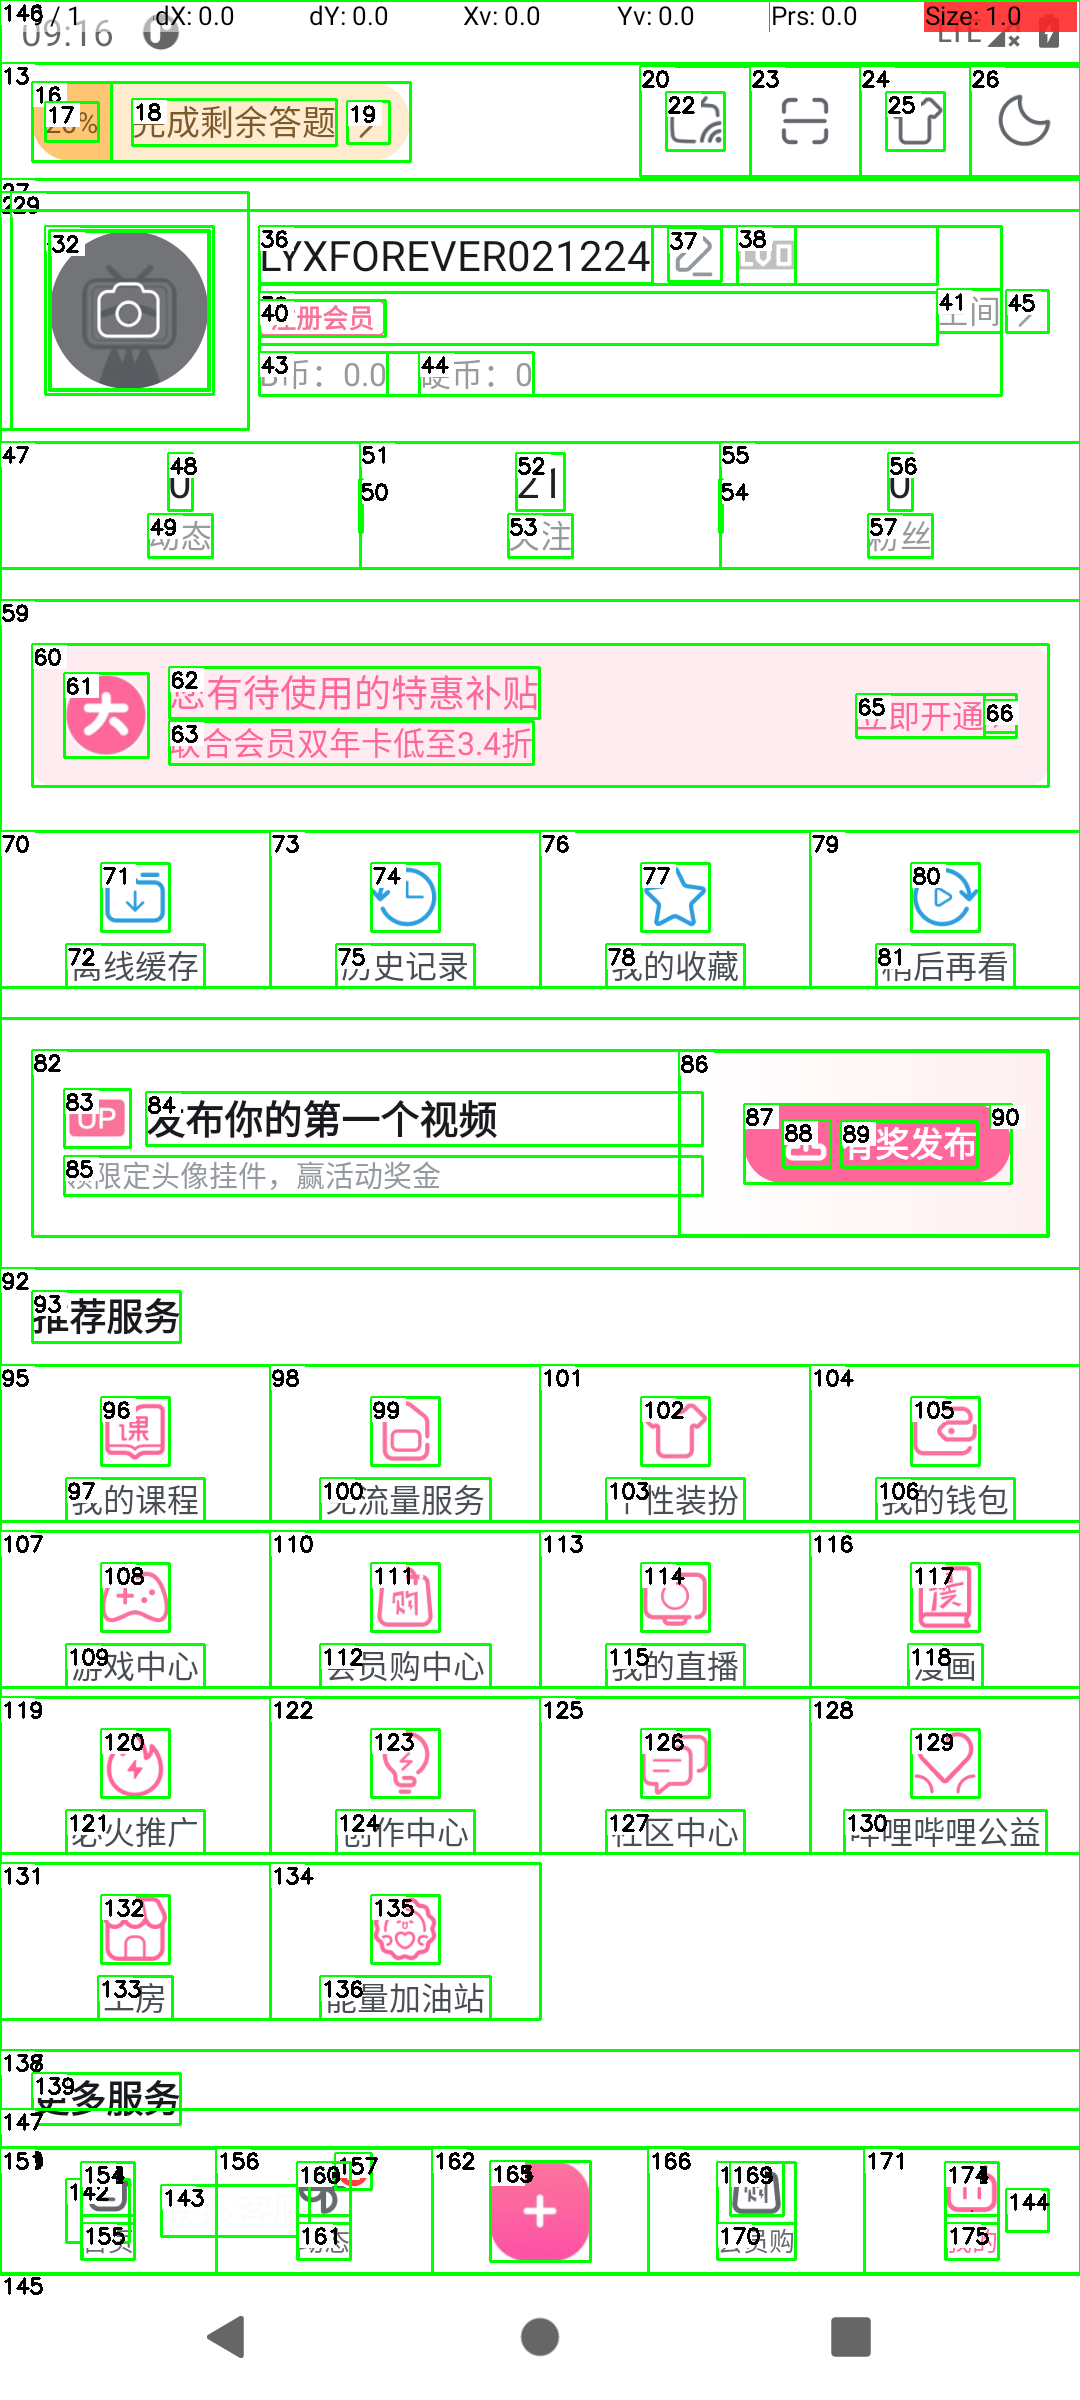 146 / 1 dX: 0.0 dY: 0.0 Xv: 0.0 Yv: 0.0 Prs: 0.0 Size: 1.0
09:16 LTE
13 16 17 18 完成剩余答题 19 20 22 23 24 25 26
27
229
32 36 LYXFOREVER021224 37 38
40 注册会员 41 空间 45
43 B币：0.0 44 硬币：0
47 48 0 51 50 52 21 55 54 56 0
49 动态 53 关注 57 粉丝
59
60 61 62 您有待使用的特惠补贴
63 联合会员双年卡低至3.4折 65 立即开通 66
70 71 73 74 76 77 79 80
72 离线缓存 75 历史记录 78 我的收藏 81 稍后再看
82 86
83 UP 84 发布你的第一个视频 87 88 89 有奖发布 90
85 领限定头像挂件，赢活动奖金
92
93 推荐服务
95 96 课 98 99 101 102 104 105
97 我的课程 100 免流量服务 103 个性装扮 106 我的钱包
107 108 110 111 购 113 114 116 117
109 游戏中心 112 会员购中心 115 我的直播 118 漫画
119 120 122 123 125 126 128 129
121 必火推广 124 创作中心 127 社区中心 130 哔哩哔哩公益
131 132 134 135
133 工房 136 能量加油站
138
139 更多服务
147
156 157 160 162 166 171 174
142 143 144
155 首页 161 动态 170 会员购 175 我的
145